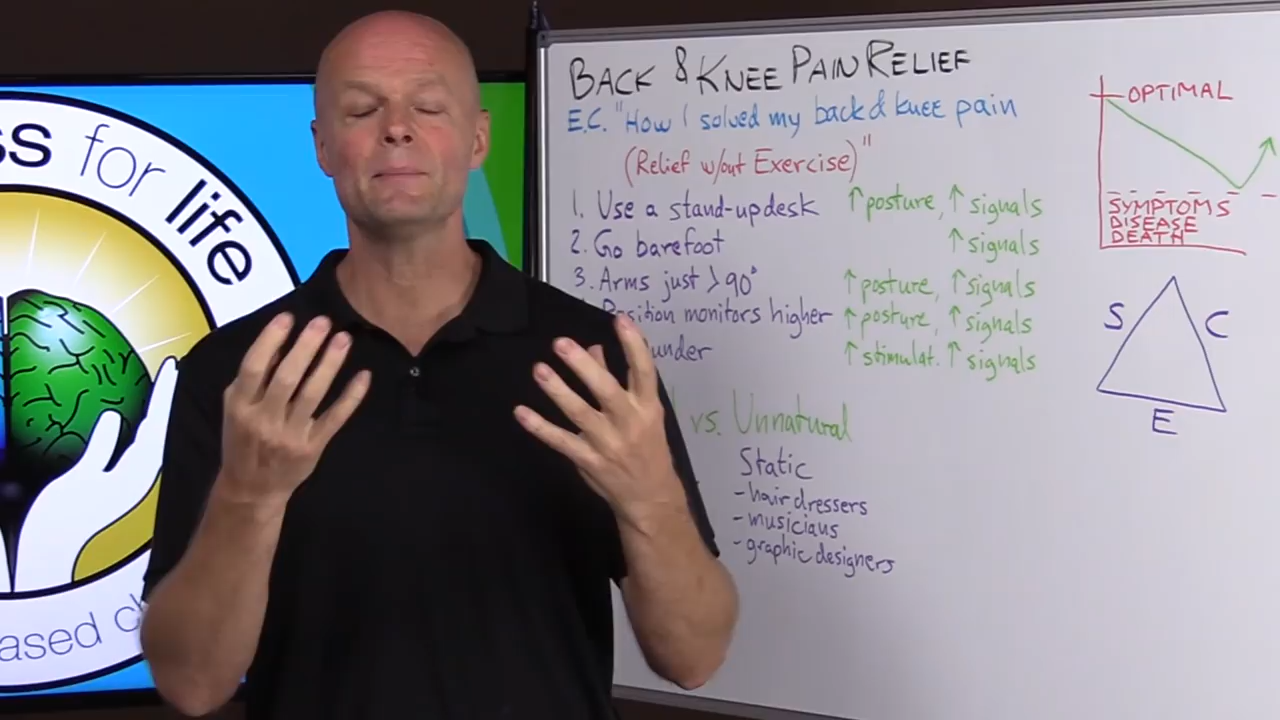 ss for life
ased
BACK & KNEE PAIN RELIEF
E.C. "How I solved my back & knee pain
(Relief w/out Exercise)"
1. Use a stand-up desk ↑posture, ↑ signals
2. Go barefoot ↑ signals
3. Arms just > 90° ↑posture, ↑ signals
Position monitors higher ↑posture, ↑ signals
under ↑ stimulat. ↑ signals
vs. Unnatural
Static
- hair dressers
- musicians
- graphic designers
OPTIMAL
SYMPTOMS
DISEASE
DEATH
S C
E